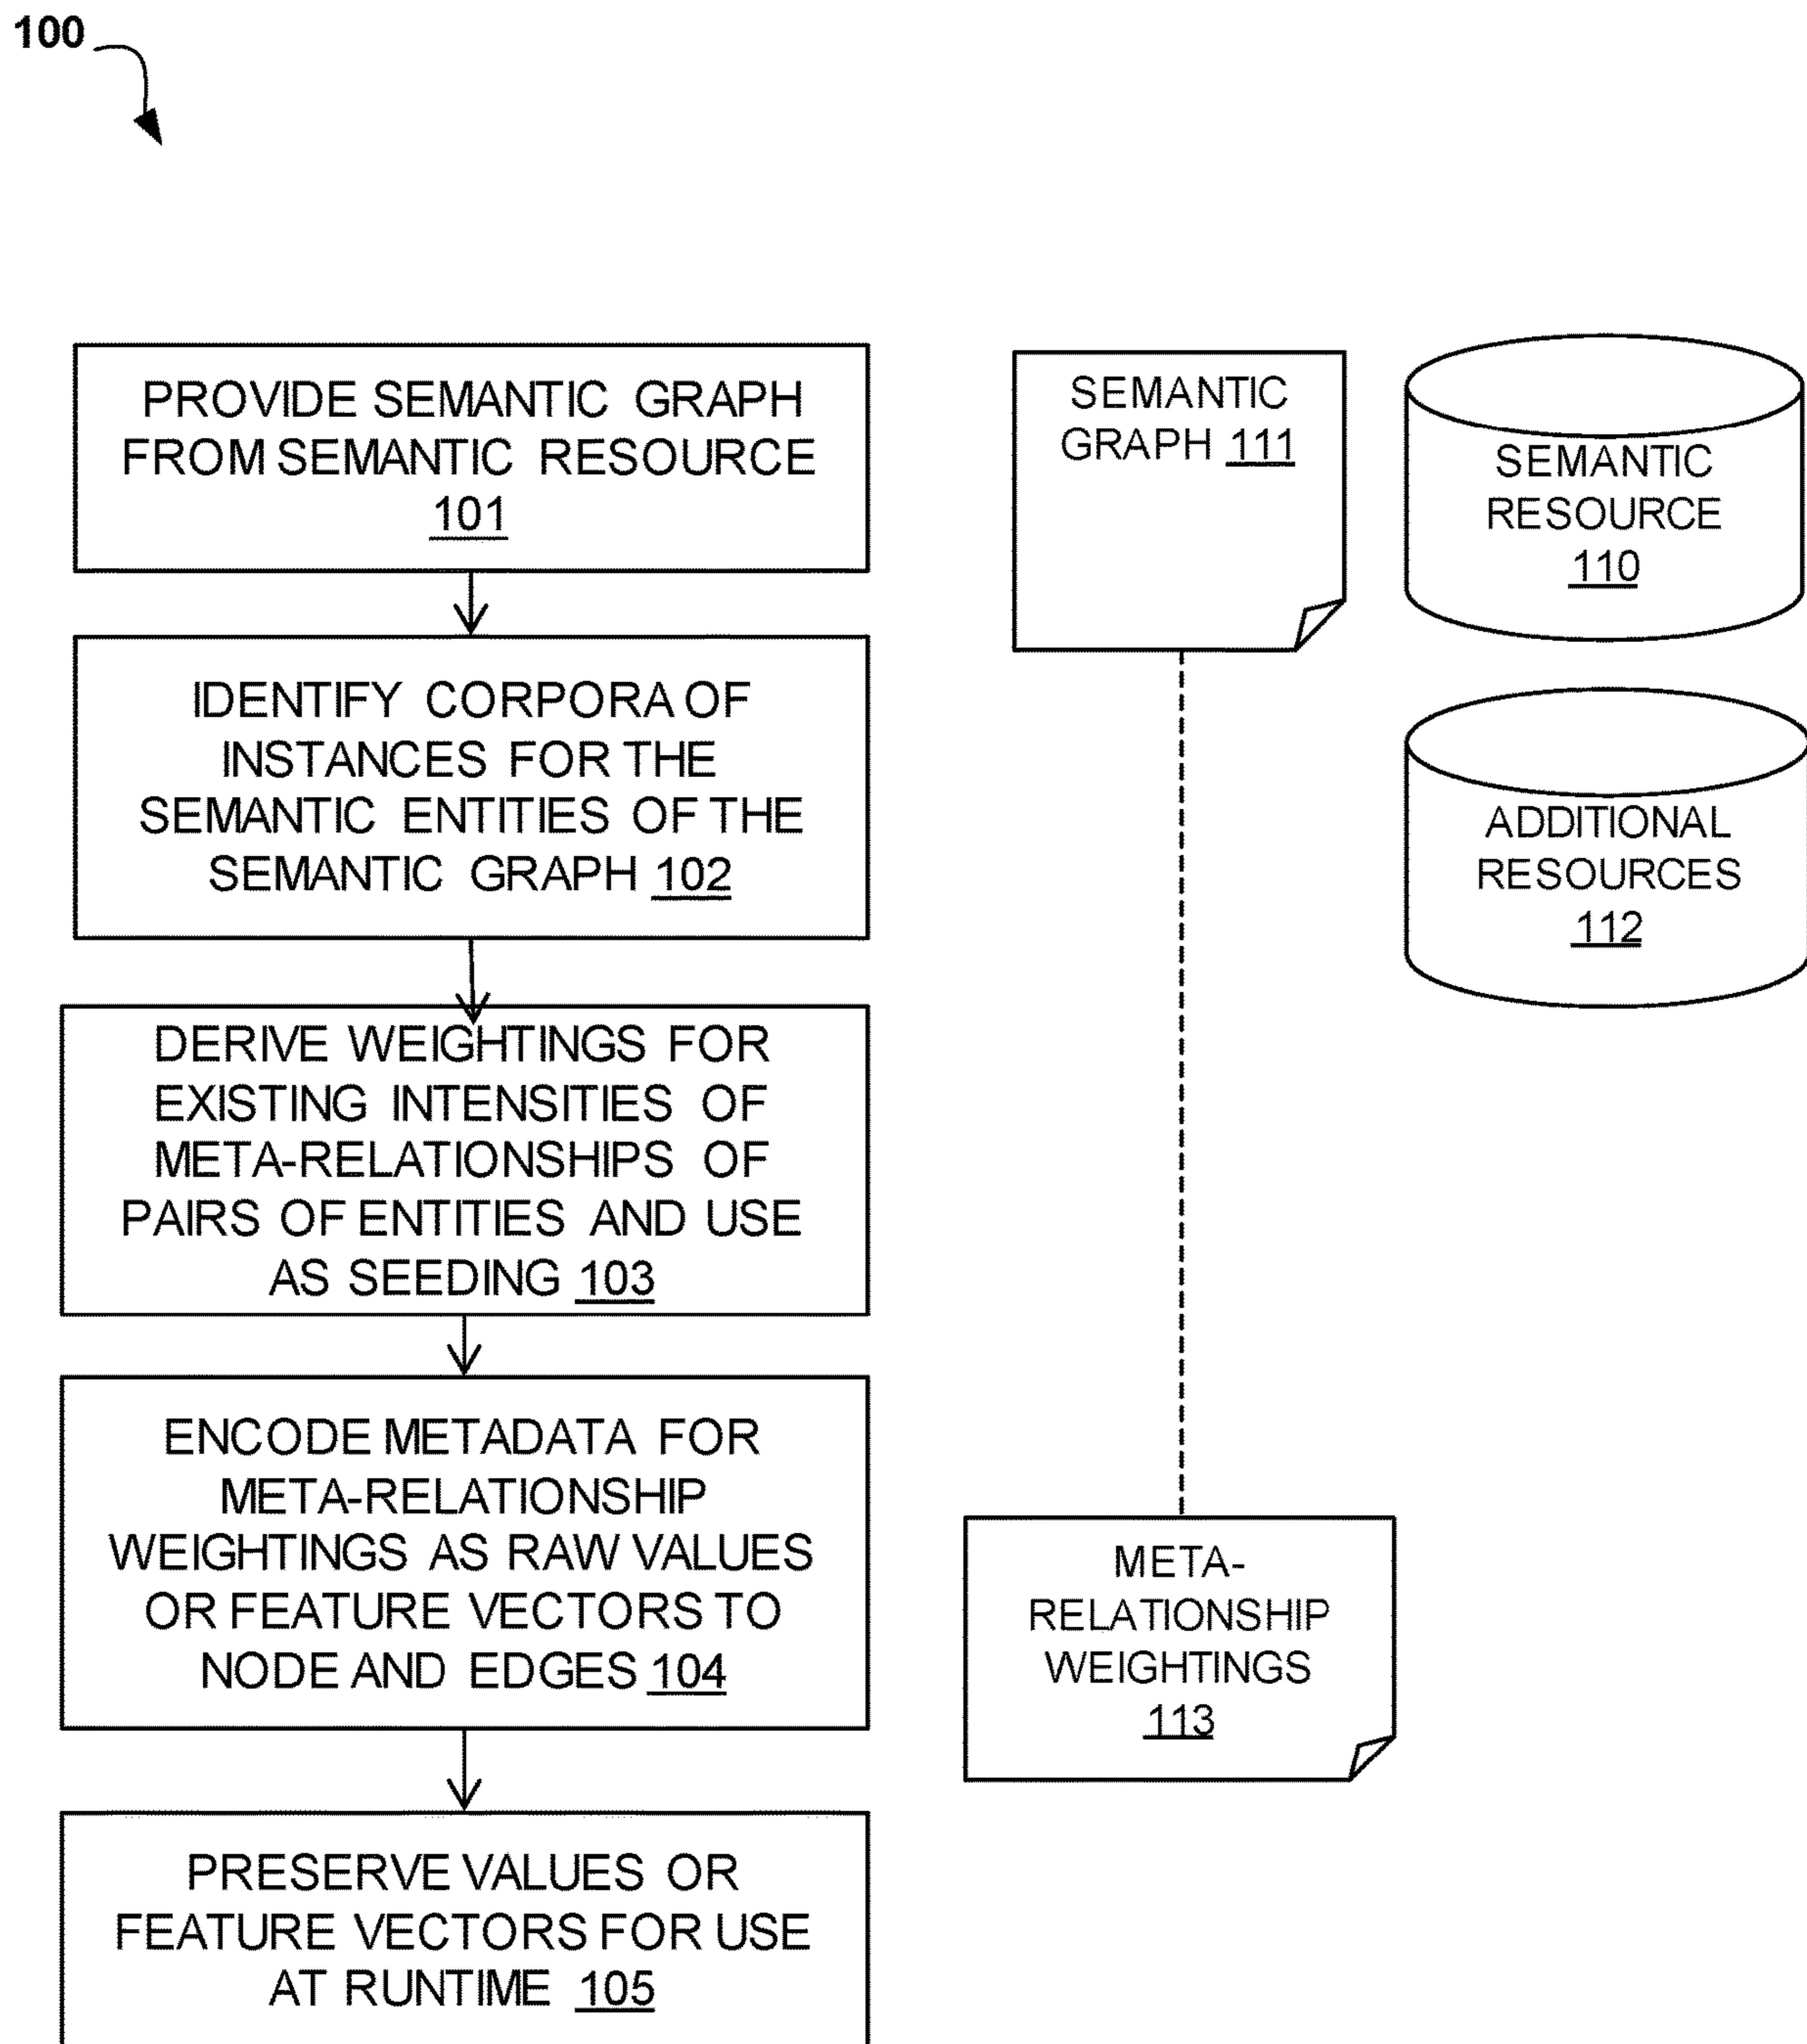 100
PROVIDE SEMANTIC GRAPH
FROM SEMANTIC RESOURCE
101
IDENTIFY CORPORA OF
INSTANCES FOR THE
SEMANTIC ENTITIES OF THE
SEMANTIC GRAPH 102
DERIVE WEIGHTINGS FOR
EXISTING INTENSITIES OF
META-RELATIONSHIPS OF
PAIRS OF ENTITIES AND USE
AS SEEDING 103
ENCODE METADATA FOR
META-RELATIONSHIP
WEIGHTINGS AS RAW VALUES
OR FEATURE VECTORS TO
NODE AND EDGES 104
PRESERVE VALUES OR
FEATURE VECTORS FOR USE
AT RUNTIME 105
SEMANTIC
GRAPH 111
SEMANTIC
RESOURCE
110
ADDITIONAL
RESOURCES
112
META-
RELATIONSHIP
WEIGHTINGS
113